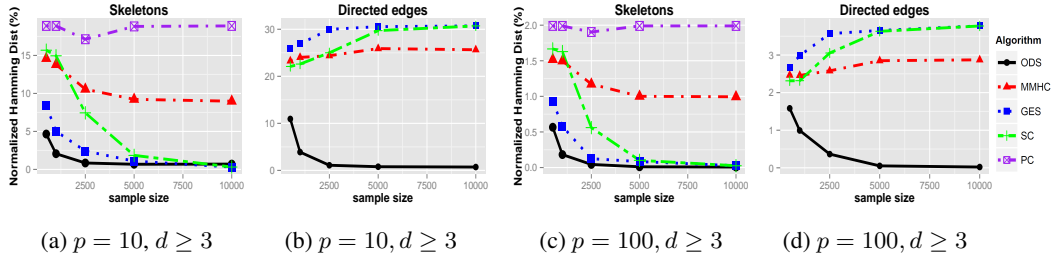 Skeletons
Directed edges
Skeletons
Directed edges
Normalized Hamming Dist (%)
15
10
5
0
2500
5000
7500
10000
sample size
30
20
10
0
2500
5000
7500
10000
sample size
Normalized Hamming Dist (%)
2.0
1.5
1.0
0.5
0.0
2500
5000
7500
10000
sample size
4
3
2
1
0
2500
5000
7500
10000
sample size
Algorithm
ODS
MMHC
GES
SC
PC
(a) p = 10, d ≥ 3
(b) p = 10, d ≥ 3
(c) p = 100, d ≥ 3
(d) p = 100, d ≥ 3